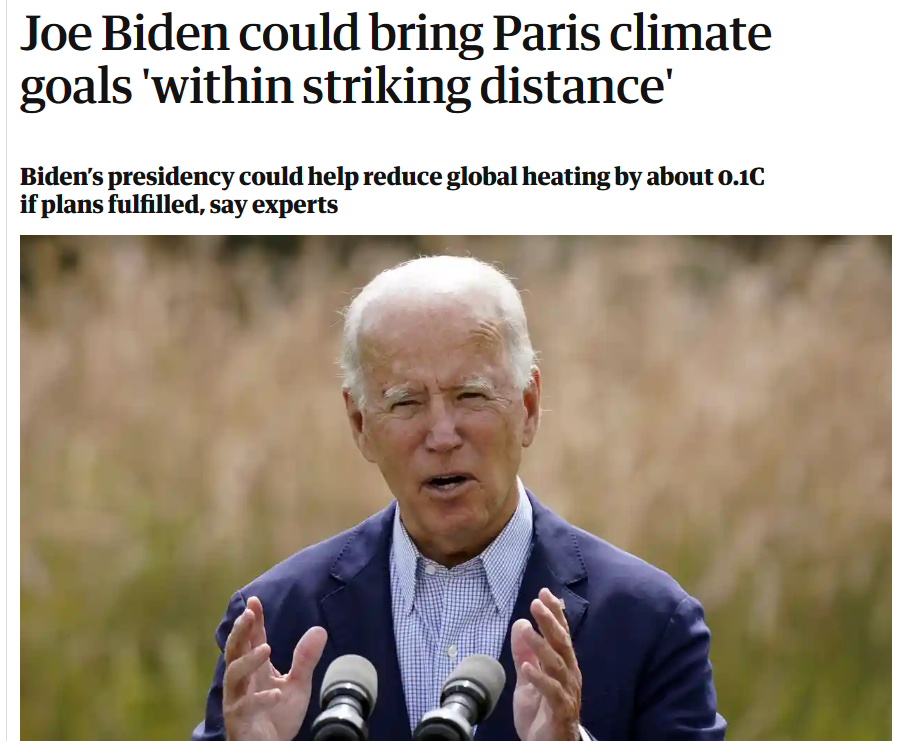 Joe Biden could bring Paris climate
goals 'within striking distance'
Biden’s presidency could help reduce global heating by about 0.1C
if plans fulfilled, say experts